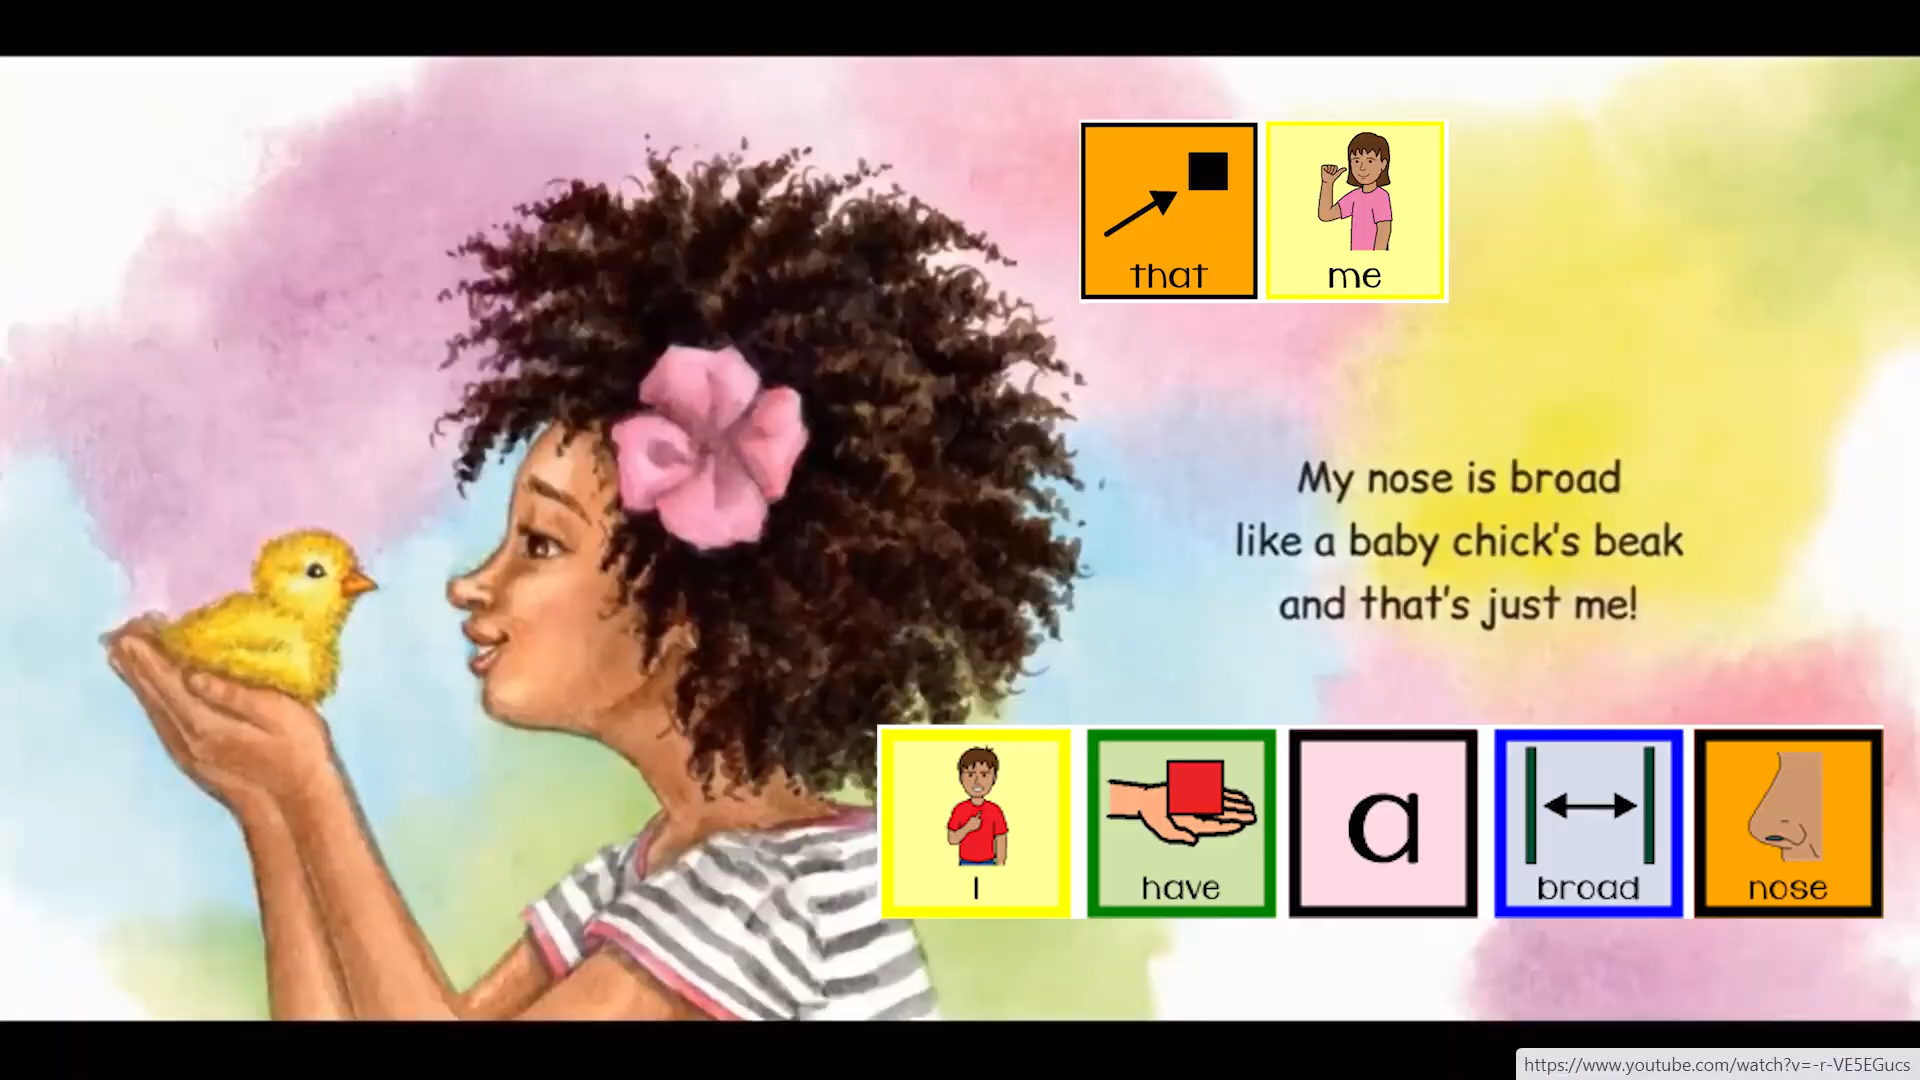 that me
My nose is broad
like a baby chick's beak
and that's just me!
I have a broad nose
https://www.youtube.com/watch?v=-r-VE5EGucs